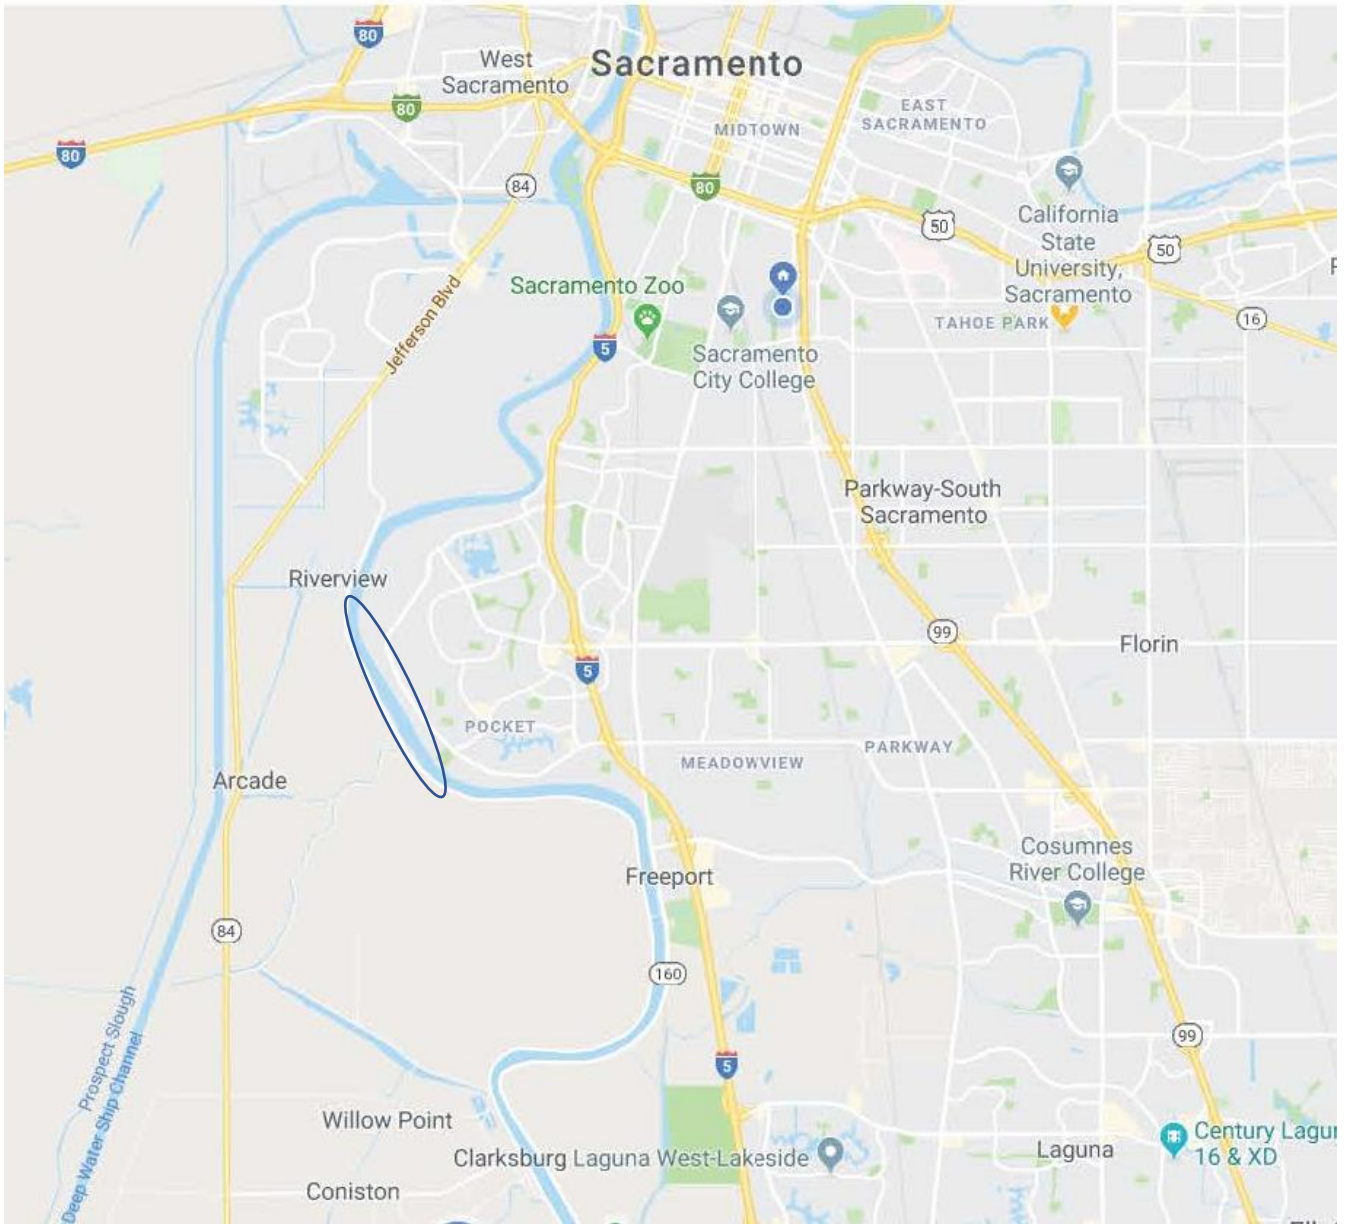 80
West
Sacramento
Sacramento
80
EAST
SACRAMENTO
MIDTOWN
80
84
80
California
State
University,
Sacramento
50
50
Jefferson Blvd
Sacramento Zoo
TAHOE PARK
16
5
Sacramento
City College
Parkway-South
Sacramento
Riverview
99
Florin
5
POCKET
PARKWAY
MEADOWVIEW
Arcade
Cosumnes
River College
Freeport
84
160
Prospect Slough
Deep Water Ship Channel
99
5
Willow Point
Century Lagur
16 & XD
Laguna
Clarksburg
Laguna West-Lakeside
Coniston